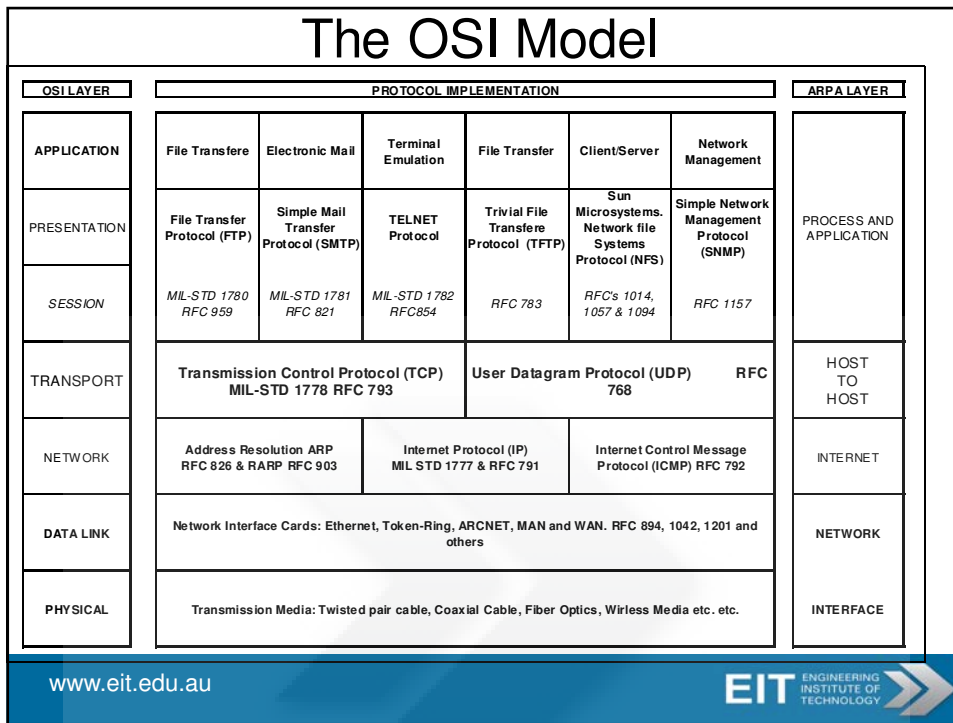 The OSI Model
OSI LAYER
PROTOCOL IMPLEMENTATION
ARPA LAYER
APPLICATION
File Transfere
Electronic Mail
Terminal
Emulation
File Transfer
Client/Server
Network
Management
PRESENTATION
File Transfer
Protocol (FTP)
Simple Mail
Transfer
Protocol (SMTP)
TELNET
Protocol
Trivial File
Transfere
Protocol (TFTP)
Sun
Microsystems.
Network file
Systems
Protocol (NFS)
Simple Network
Management
Protocol
(SNMP)
PROCESS AND
APPLICATION
SESSION
MIL-STD 1780
RFC 959
MIL-STD 1781
RFC 821
MIL-STD 1782
RFC854
RFC 783
RFC's 1014,
1057 & 1094
RFC 1157
TRANSPORT
Transmission Control Protocol (TCP)
MIL-STD 1778 RFC 793
User Datagram Protocol (UDP) RFC
768
HOST
TO
HOST
NETWORK
Address Resolution ARP
RFC 826 & RARP RFC 903
Internet Protocol (IP)
MIL STD 1777 & RFC 791
Internet Control Message
Protocol (ICMP) RFC 792
INTERNET
DATA LINK
Network Interface Cards: Ethernet, Token-Ring, ARCNET, MAN and WAN. RFC 894, 1042, 1201 and
others
NETWORK
PHYSICAL
Transmission Media: Twisted pair cable, Coaxial Cable, Fiber Optics, Wirless Media etc. etc.
INTERFACE
www.eit.edu.au
EIT
ENGINEERING
INSTITUTE OF
TECHNOLOGY